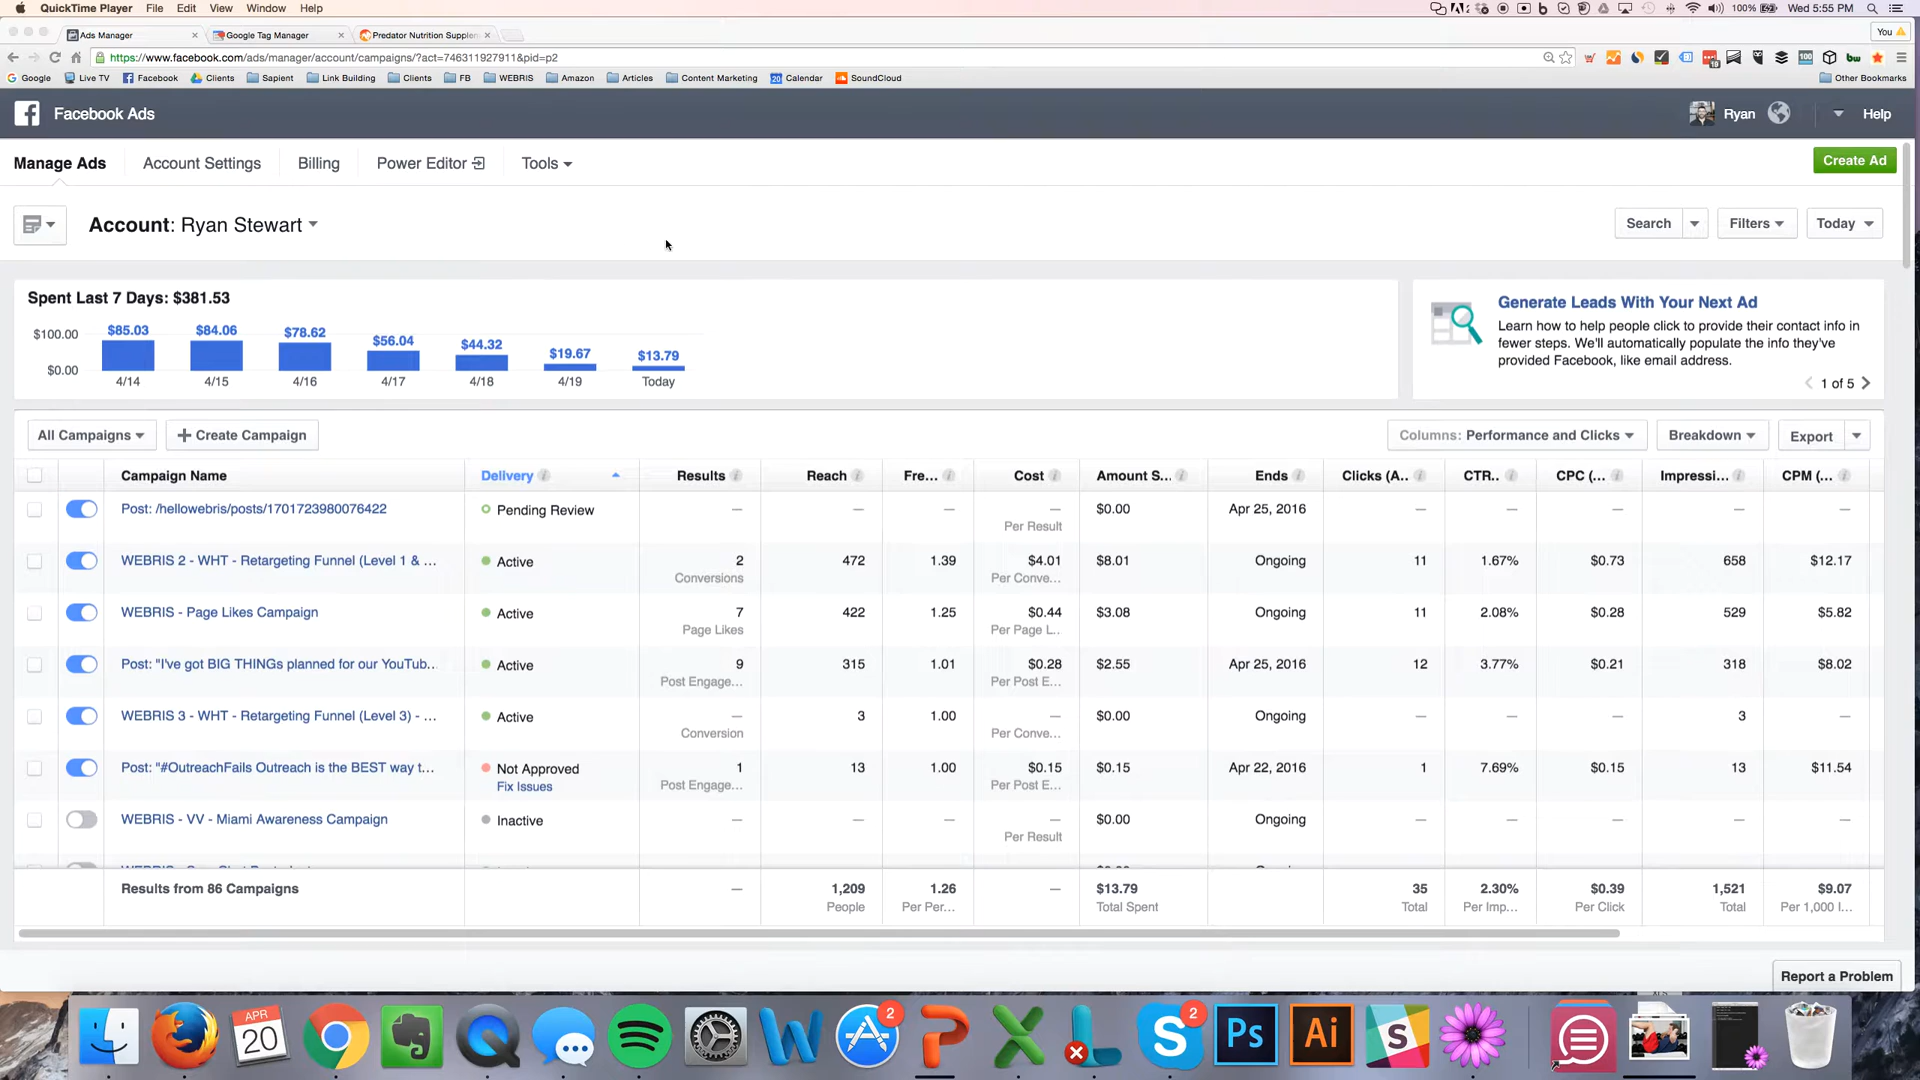 QuickTime Player File Edit View Window Help 100% Wed 5:55 PM
Ads Manager Google Tag Manager Predator Nutrition Supplem You
https://www.facebook.com/ads/manager/account/campaigns/?act=746311927911&pid=p2
Google Live TV Facebook Clients Sapient Link Building Clients FB WEBRIS Amazon Articles Content Marketing 20 Calendar SoundCloud Other Bookmarks
Facebook Ads Ryan Help
Manage Ads Account Settings Billing Power Editor Tools Create Ad
Account: Ryan Stewart Search Filters Today
Spent Last 7 Days: $381.53
$100.00 $85.03 $84.06 $78.62 $56.04 $44.32 $19.67 $13.79
$0.00
4/14 4/15 4/16 4/17 4/18 4/19 Today
Generate Leads With Your Next Ad
Learn how to help people click to provide their contact info in
fewer steps. We'll automatically populate the info they've
provided Facebook, like email address.
1 of 5
All Campaigns + Create Campaign Columns: Performance and Clicks Breakdown Export
Campaign Name Delivery Results Reach Fre... Cost Amount S... Ends Clicks (A.. CTR.. CPC (... Impressi... CPM (...
Post: /hellowebris/posts/1701723980076422 Pending Review — — — — $0.00 Apr 25, 2016 — — — — —
Per Result
WEBRIS 2 - WHT - Retargeting Funnel (Level 1 & ... Active 2 472 1.39 $4.01 $8.01 Ongoing 11 1.67% $0.73 658 $12.17
Conversions Per Conve...
WEBRIS - Page Likes Campaign Active 7 422 1.25 $0.44 $3.08 Ongoing 11 2.08% $0.28 529 $5.82
Page Likes Per Page L...
Post: "I've got BIG THINGs planned for our YouTub... Active 9 315 1.01 $0.28 $2.55 Apr 25, 2016 12 3.77% $0.21 318 $8.02
Post Engage... Per Post E...
WEBRIS 3 - WHT - Retargeting Funnel (Level 3) - ... Active — 3 1.00 — $0.00 Ongoing — — — 3 —
Conversion Per Conve...
Post: "#OutreachFails Outreach is the BEST way t... Not Approved 1 13 1.00 $0.15 $0.15 Apr 22, 2016 1 7.69% $0.15 13 $11.54
Fix Issues Post Engage... Per Post E...
WEBRIS - VV - Miami Awareness Campaign Inactive — — — — $0.00 Ongoing — — — — —
Per Result
Results from 86 Campaigns — 1,209 1.26 — $13.79 35 2.30% $0.39 1,521 $9.07
People Per Per... Total Spent Total Per Imp... Per Click Total Per 1,000 I...
Report a Problem
APR 20 2 2 Ps Ai